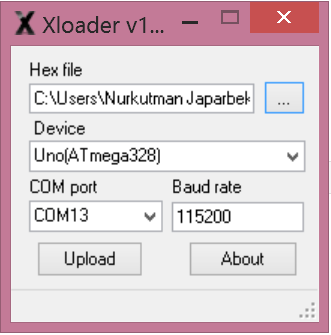 Xloader v1...
Hex file
C:\Users\Nurkutman Japarbek
...
Device
Uno(ATmega328)
COM port
Baud rate
COM13
115200
Upload
About